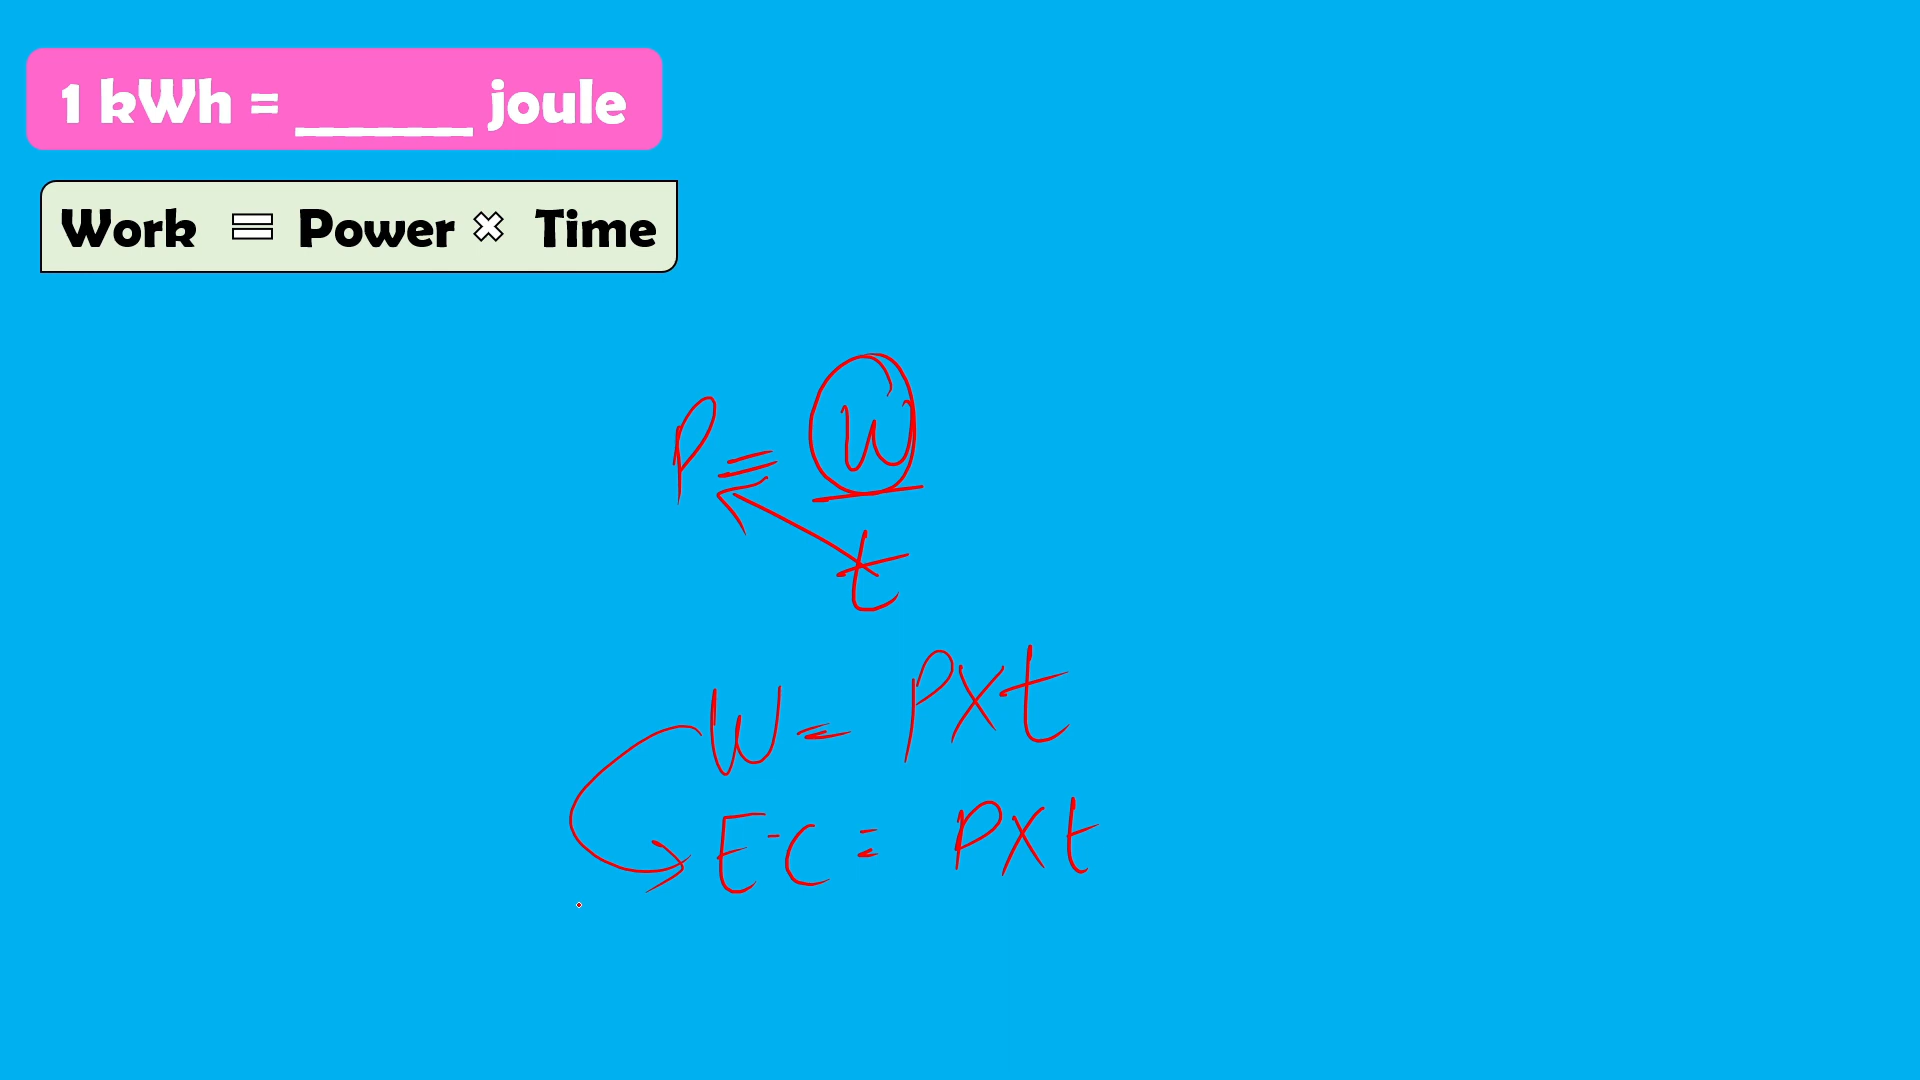 1 kWh = ______ joule
Work = Power × Time
P = W
t
W = P X t
E-C = P X t